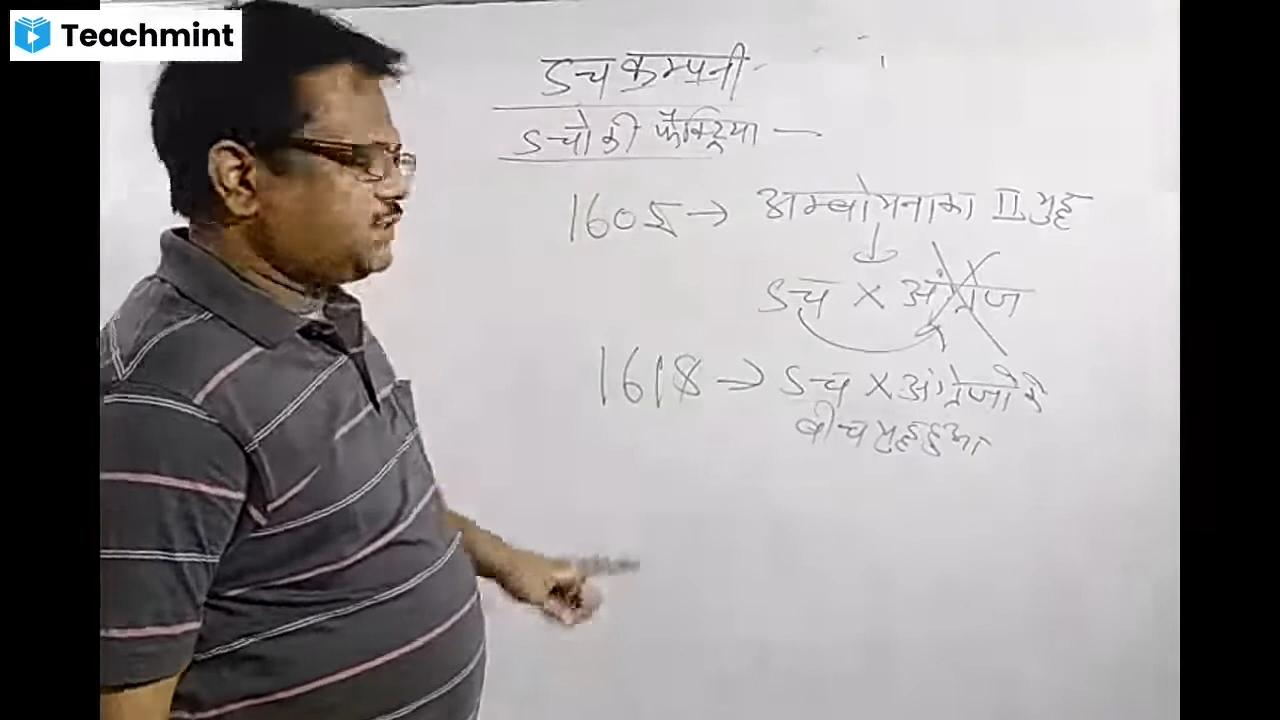 Teachmint
डच कम्पनी -
डचो की फैक्ट्रिया —
1605 → अम्बोयना का II युद्ध
↓
डच X अंग्रेज
1618 → डच X अंग्रेजो के
बीच युद्ध हुआ